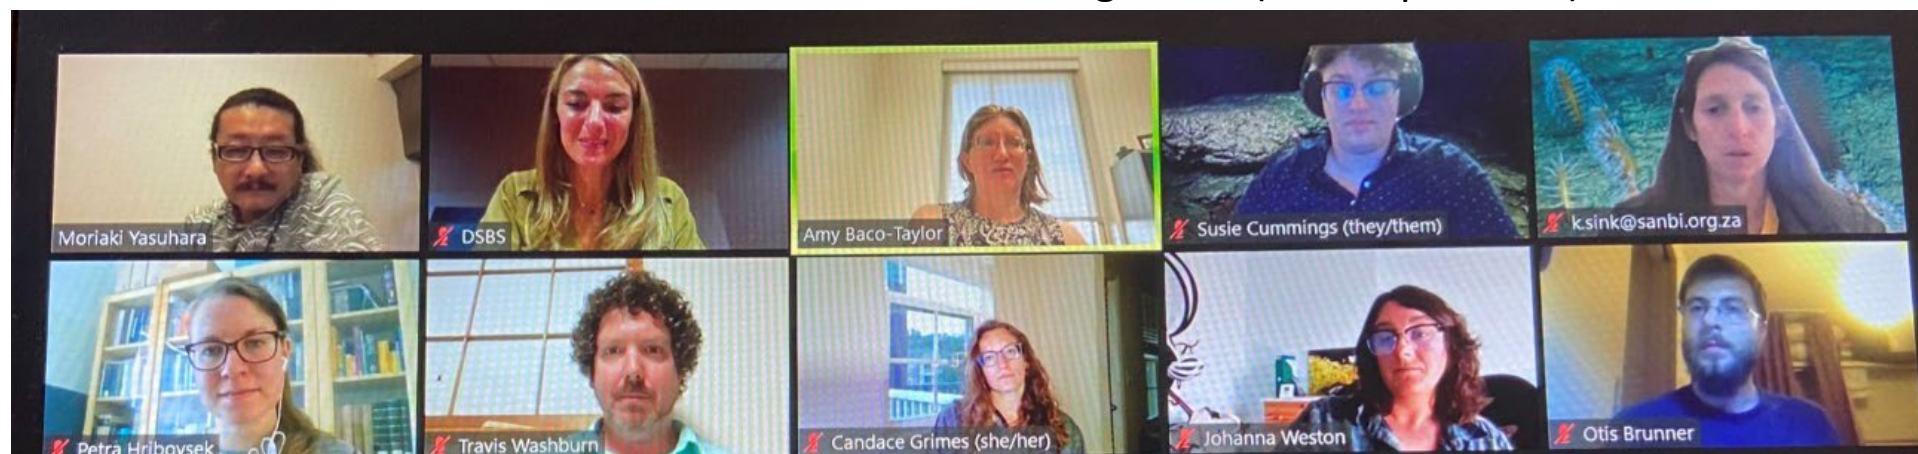 Moriaki Yasuhara
DSBS
Amy Baco-Taylor
Susie Cummings (they/them)
k.sink@sanbi.org.za
Petra Hribovsek
Travis Washburn
Candace Grimes (she/her)
Johanna Weston
Otis Brunner